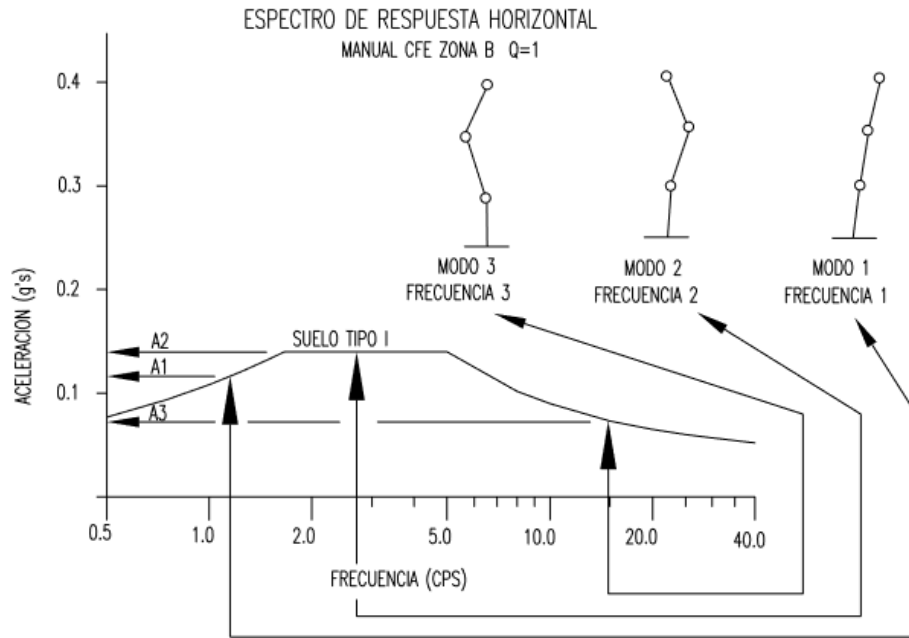 ESPECTRO DE RESPUESTA HORIZONTAL
MANUAL CFE ZONA B Q=1
0.4
0.3
0.2
0.1
ACELERACION (g's)
MODO 3
FRECUENCIA 3
MODO 2
FRECUENCIA 2
MODO 1
FRECUENCIA 1
A2
SUELO TIPO I
A1
A3
0.5
1.0
2.0
5.0
10.0
20.0
40.0
FRECUENCIA (CPS)